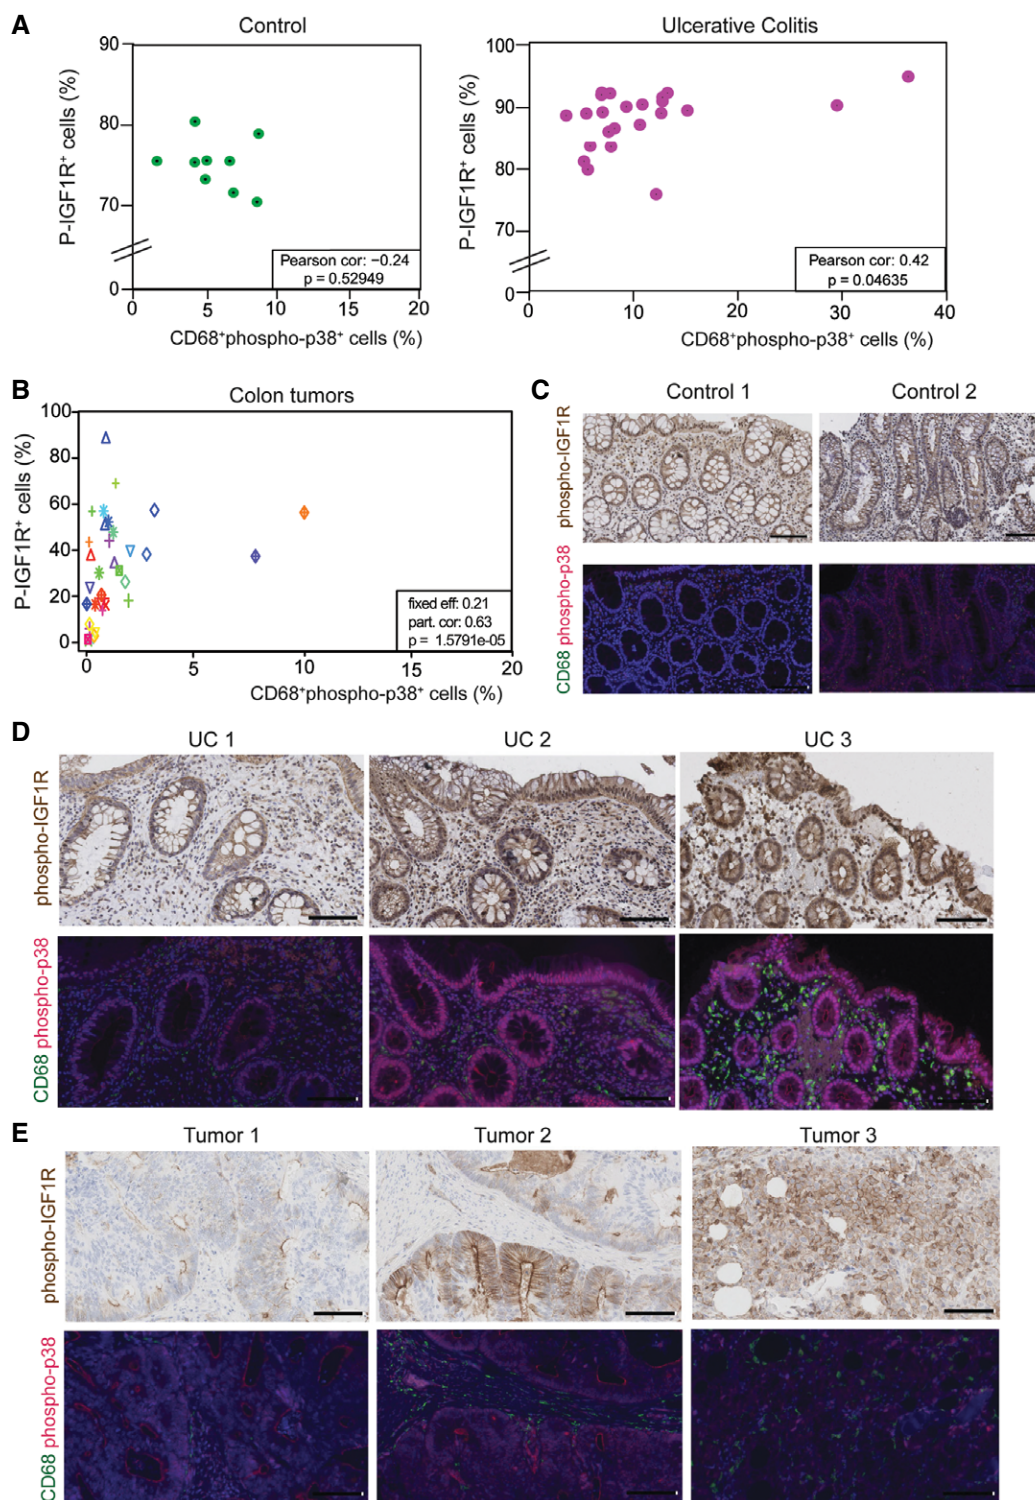 A
Control
90
80
70
0
0
5
10
15
20
P-IGF1R⁺ cells (%)
Pearson cor: −0.24
p = 0.52949
CD68⁺phospho-p38⁺ cells (%)
Ulcerative Colitis
100
90
80
70
0
0
10
20
30
40
P-IGF1R⁺ cells (%)
Pearson cor: 0.42
p = 0.04635
CD68⁺phospho-p38⁺ cells (%)
B
Colon tumors
100
80
60
40
20
0
0
5
10
15
20
P-IGF1R⁺ cells (%)
fixed eff: 0.21
part. cor: 0.63
p = 1.5791e-05
CD68⁺phospho-p38⁺ cells (%)
C
Control 1
Control 2
phospho-IGF1R
CD68 phospho-p38
D
UC 1
UC 2
UC 3
phospho-IGF1R
CD68 phospho-p38
E
Tumor 1
Tumor 2
Tumor 3
phospho-IGF1R
CD68 phospho-p38